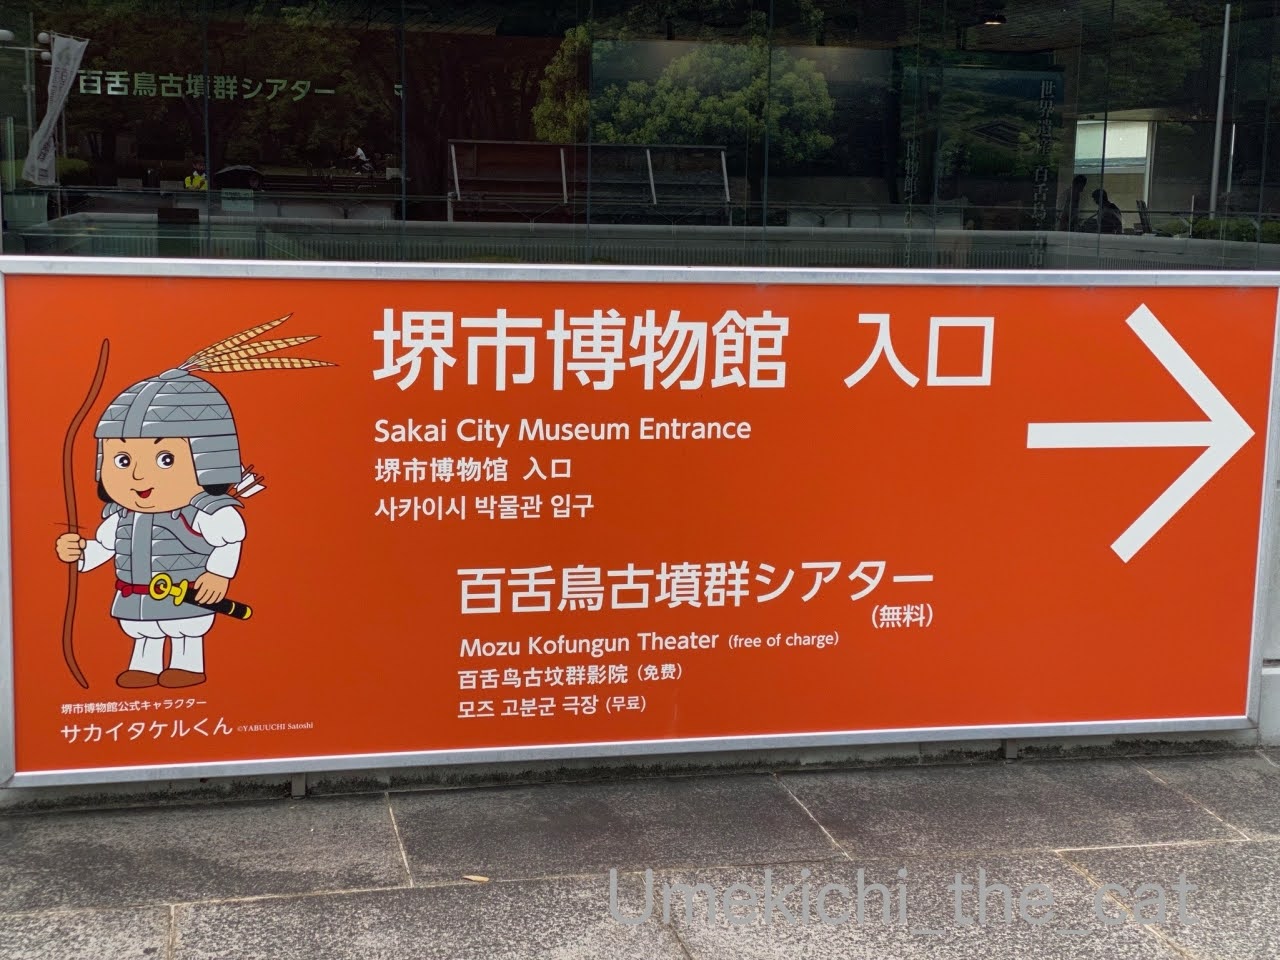 百舌鳥古墳群シアター
堺市博物館 入口
Sakai City Museum Entrance
堺市博物馆 入口
사카이시 박물관 입구
百舌鳥古墳群シアター
(無料)
Mozu Kofungun Theater (free of charge)
百舌鸟古坟群影院 (免费)
모즈 고분군 극장 (무료)
堺市博物館公式キャラクター
サカイタケルくん ©YABUUCHI Satoshi
Umekichi_the_cat